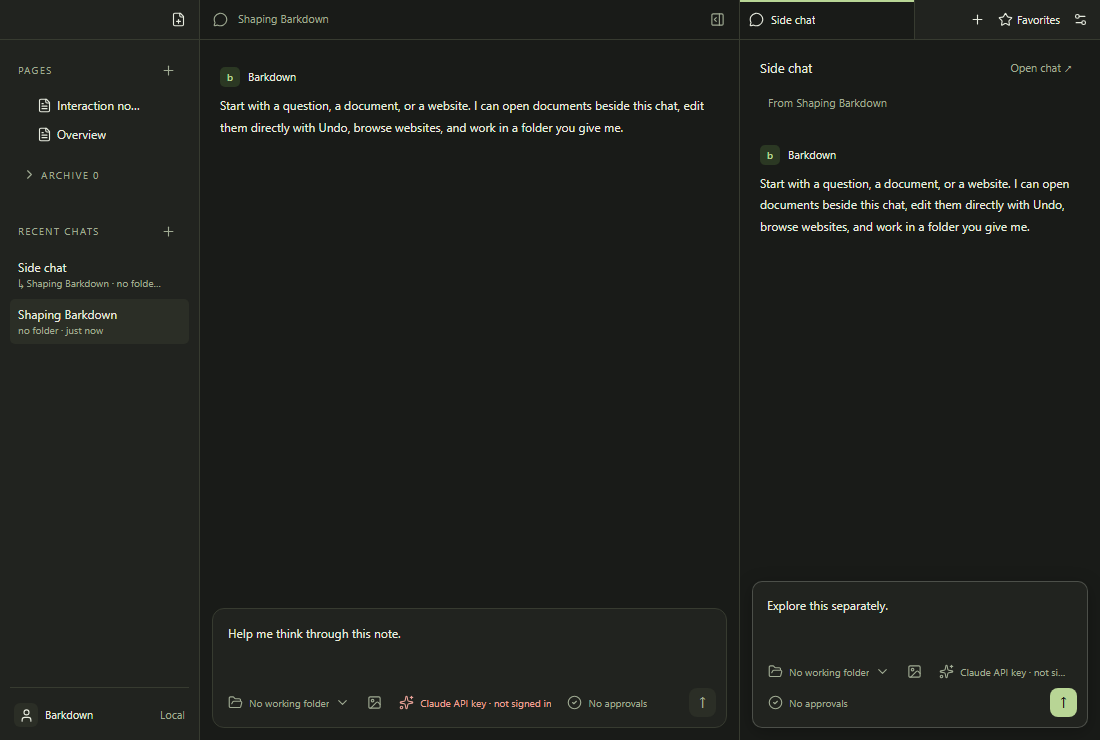 PAGES
Interaction no...
Overview
ARCHIVE 0
RECENT CHATS
Side chat
↳ Shaping Barkdown · no folde...
Shaping Barkdown
no folder · just now
Barkdown
Local
Shaping Barkdown
b Barkdown
Start with a question, a document, or a website. I can open documents beside this chat, edit
them directly with Undo, browse websites, and work in a folder you give me.
Help me think through this note.
No working folder
Claude API key · not signed in
No approvals
Side chat
Favorites
Side chat
Open chat ↗
From Shaping Barkdown
b Barkdown
Start with a question, a document, or a website. I can open
documents beside this chat, edit them directly with Undo,
browse websites, and work in a folder you give me.
Explore this separately.
No working folder
Claude API key · not si...
No approvals